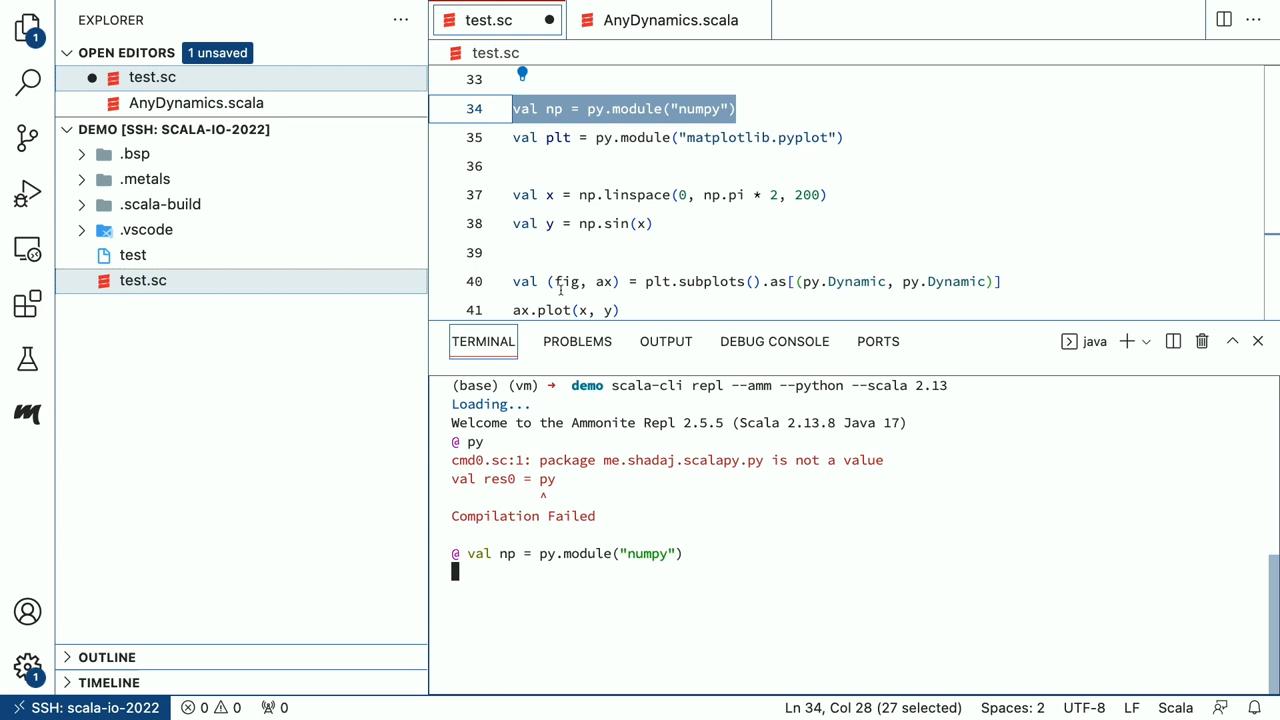 EXPLORER
OPEN EDITORS 1 unsaved
test.sc
AnyDynamics.scala
DEMO [SSH: SCALA-IO-2022]
.bsp
.metals
.scala-build
.vscode
test
test.sc
OUTLINE
TIMELINE
1
1
test.sc
AnyDynamics.scala
test.sc
33
34 val np = py.module("numpy")
35 val plt = py.module("matplotlib.pyplot")
36
37 val x = np.linspace(0, np.pi * 2, 200)
38 val y = np.sin(x)
39
40 val (fig, ax) = plt.subplots().as[(py.Dynamic, py.Dynamic)]
41 ax.plot(x, y)
TERMINAL PROBLEMS OUTPUT DEBUG CONSOLE PORTS java
(base) (vm) → demo scala-cli repl --amm --python --scala 2.13
Loading...
Welcome to the Ammonite Repl 2.5.5 (Scala 2.13.8 Java 17)
@ py
cmd0.sc:1: package me.shadaj.scalapy.py is not a value
val res0 = py
^
Compilation Failed
@ val np = py.module("numpy")
SSH: scala-io-2022 0 0 0 Ln 34, Col 28 (27 selected) Spaces: 2 UTF-8 LF Scala